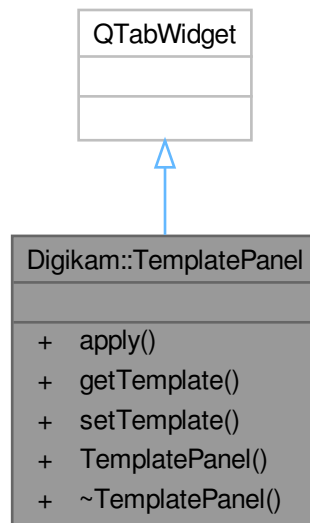 QTabWidget
Digikam::TemplatePanel
+ apply()
+ getTemplate()
+ setTemplate()
+ TemplatePanel()
+ ~TemplatePanel()